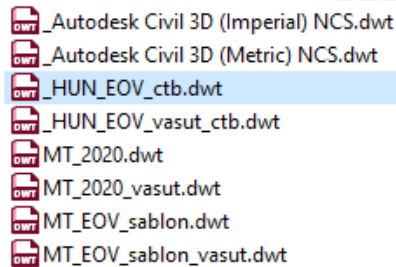 _Autodesk Civil 3D (Imperial) NCS.dwt
_Autodesk Civil 3D (Metric) NCS.dwt
_HUN_EOV_ctb.dwt
_HUN_EOV_vasut_ctb.dwt
MT_2020.dwt
MT_2020_vasut.dwt
MT_EOV_sablon.dwt
MT_EOV_sablon_vasut.dwt